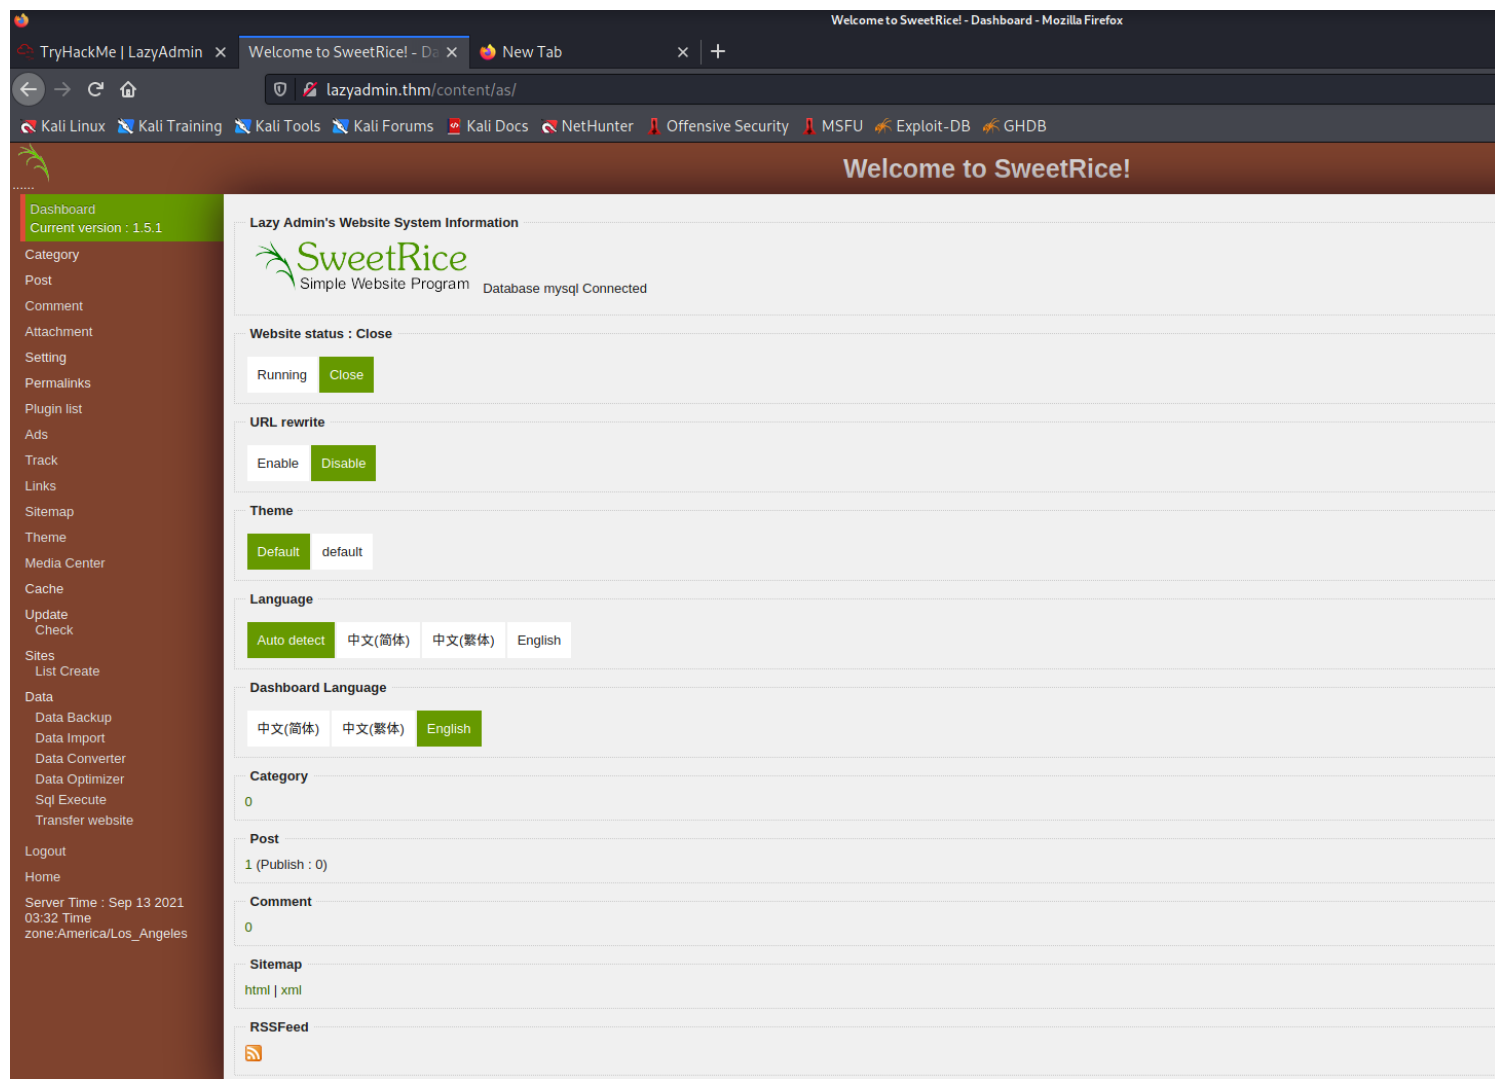 Welcome to SweetRice! - Dashboard - Mozilla Firefox
TryHackMe | LazyAdmin
Welcome to SweetRice! - Da
New Tab
lazyadmin.thm/content/as/
Kali Linux Kali Training Kali Tools Kali Forums Kali Docs NetHunter Offensive Security MSFU Exploit-DB GHDB
Welcome to SweetRice!
......
Dashboard
Current version : 1.5.1
Category
Post
Comment
Attachment
Setting
Permalinks
Plugin list
Ads
Track
Links
Sitemap
Theme
Media Center
Cache
Update
Check
Sites
List Create
Data
Data Backup
Data Import
Data Converter
Data Optimizer
Sql Execute
Transfer website
Logout
Home
Server Time : Sep 13 2021
03:32 Time
zone:America/Los_Angeles
Lazy Admin's Website System Information
SweetRice
Simple Website Program
Database mysql Connected
Website status : Close
Running Close
URL rewrite
Enable Disable
Theme
Default default
Language
Auto detect 中文(简体) 中文(繁体) English
Dashboard Language
中文(简体) 中文(繁体) English
Category
0
Post
1 (Publish : 0)
Comment
0
Sitemap
html | xml
RSSFeed